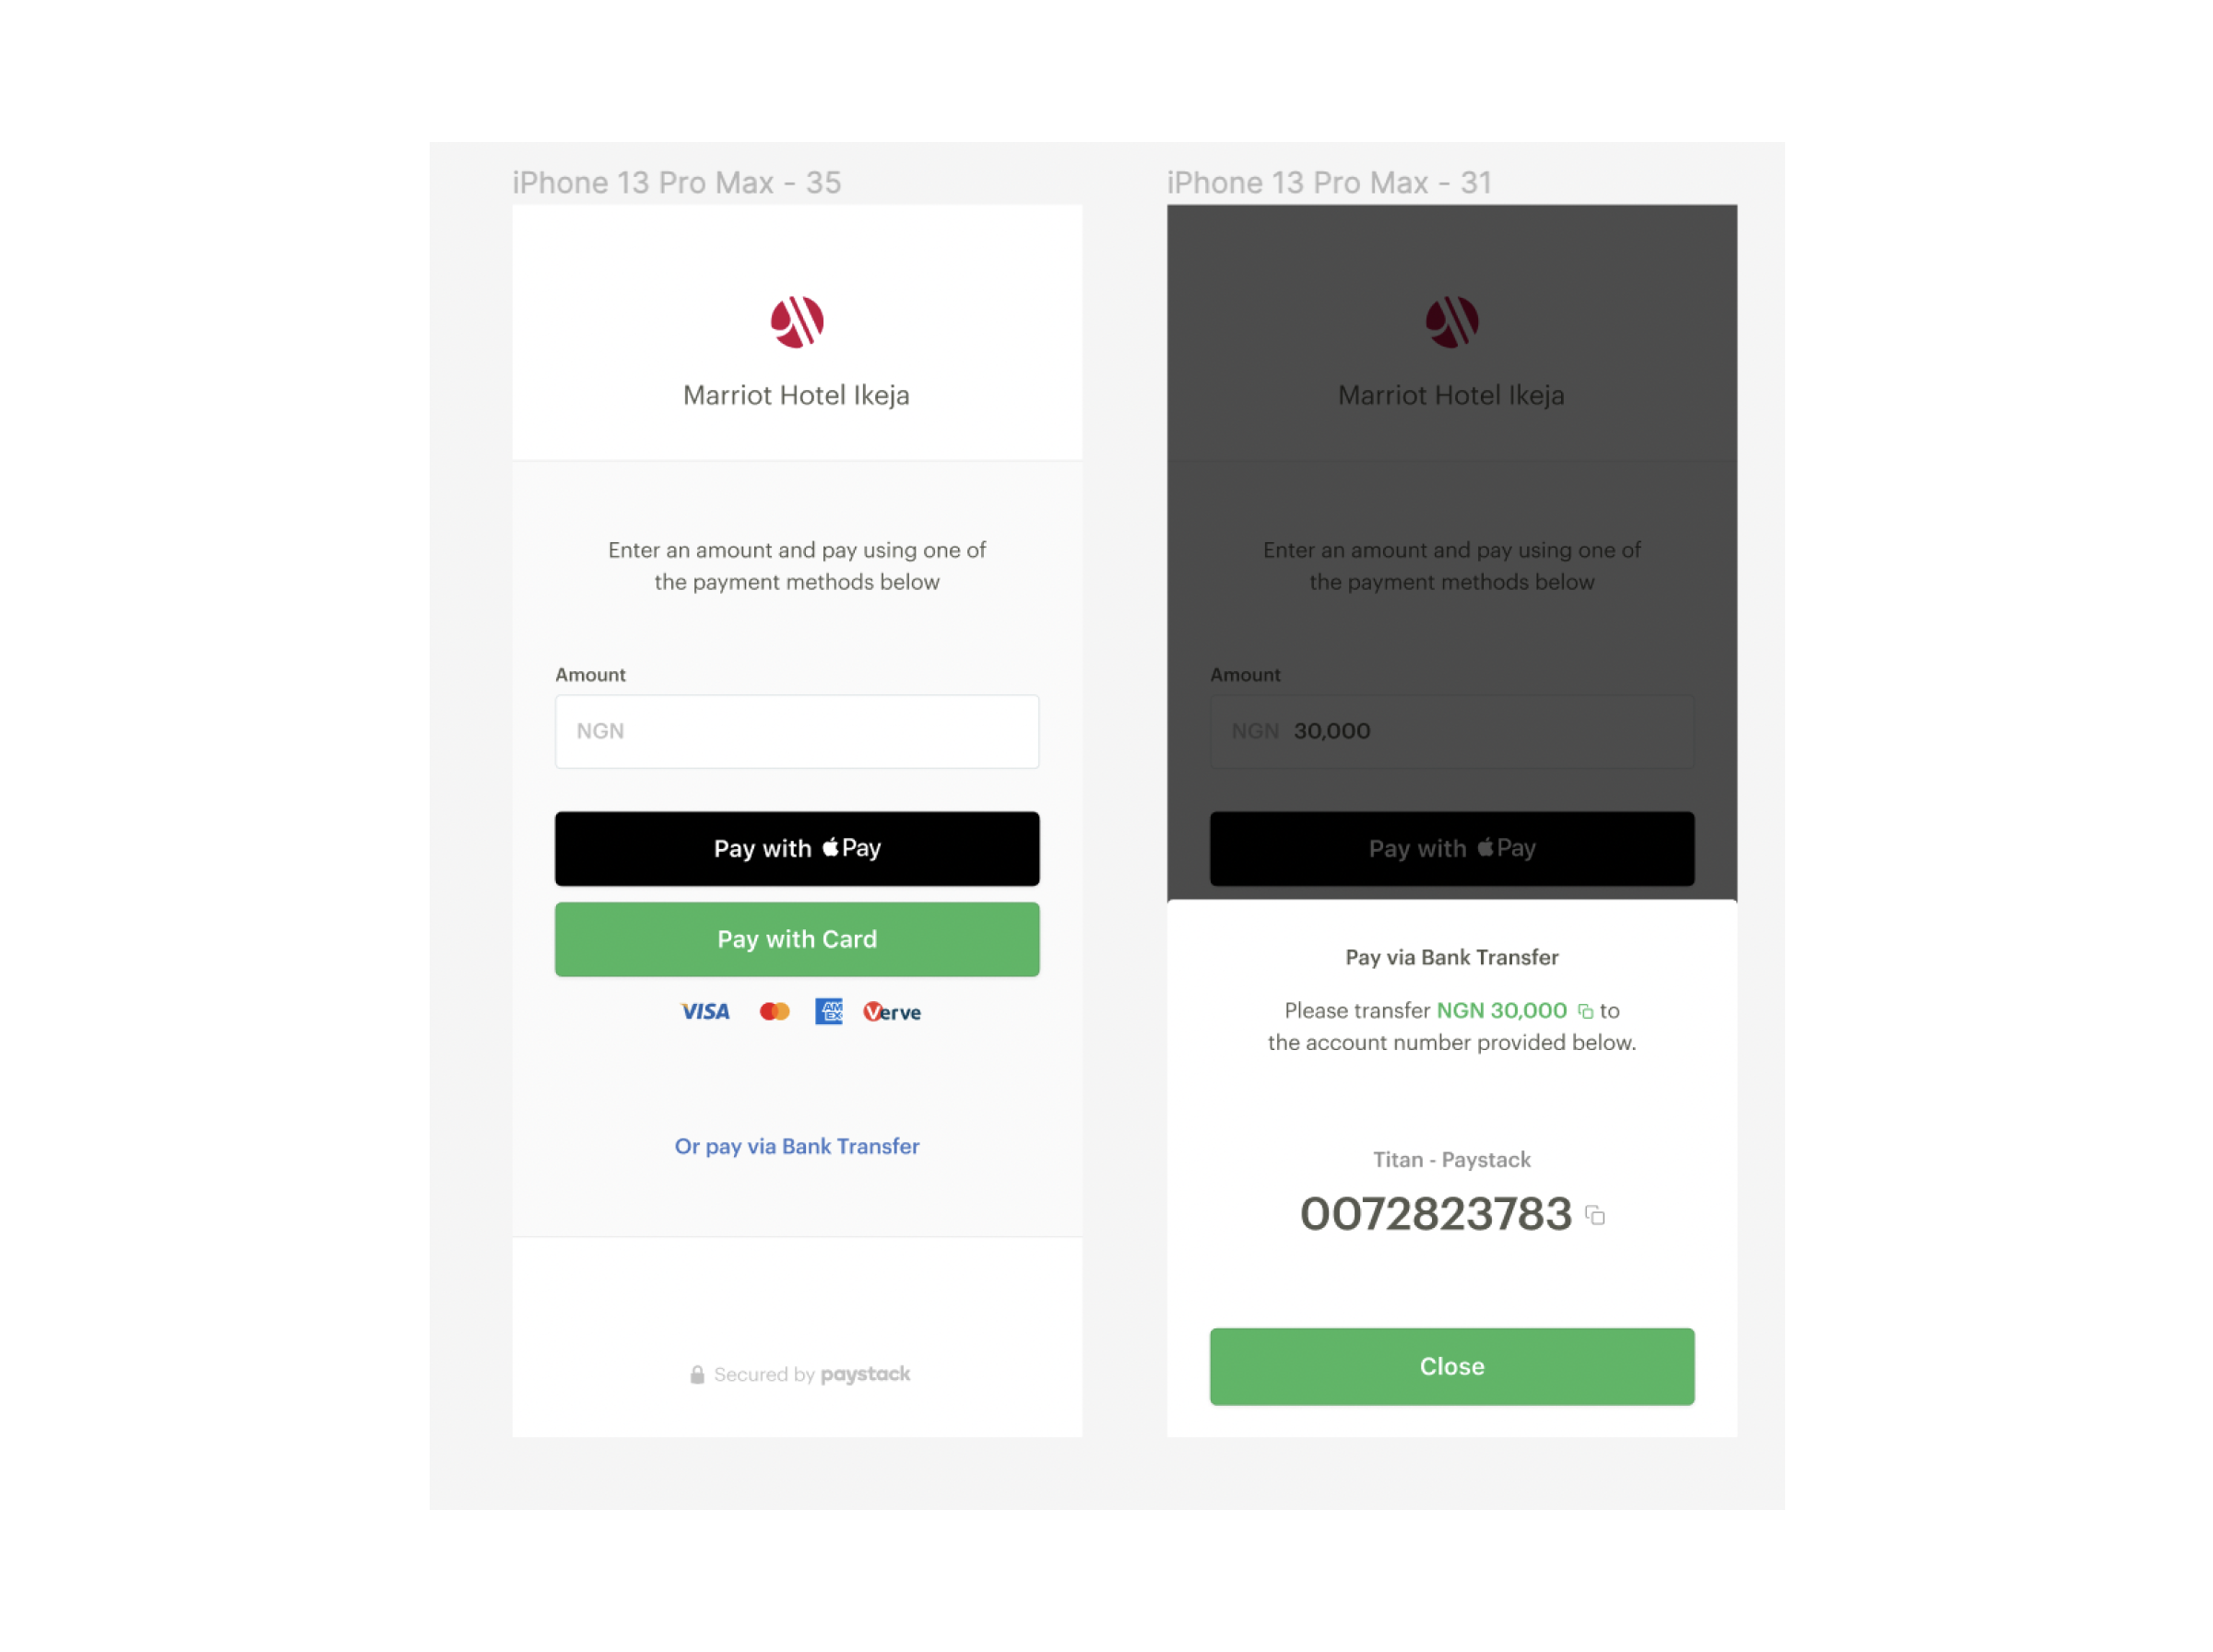 iPhone 13 Pro Max - 35
Marriot Hotel Ikeja
Enter an amount and pay using one of
the payment methods below
Amount
NGN
Pay with Pay
Pay with Card
VISA AM EX Verve
Or pay via Bank Transfer
Secured by paystack
iPhone 13 Pro Max - 31
Marriot Hotel Ikeja
Enter an amount and pay using one of
the payment methods below
Amount
NGN 30,000
Pay with Pay
Pay via Bank Transfer
Please transfer NGN 30,000 to
the account number provided below.
Titan - Paystack
0072823783
Close